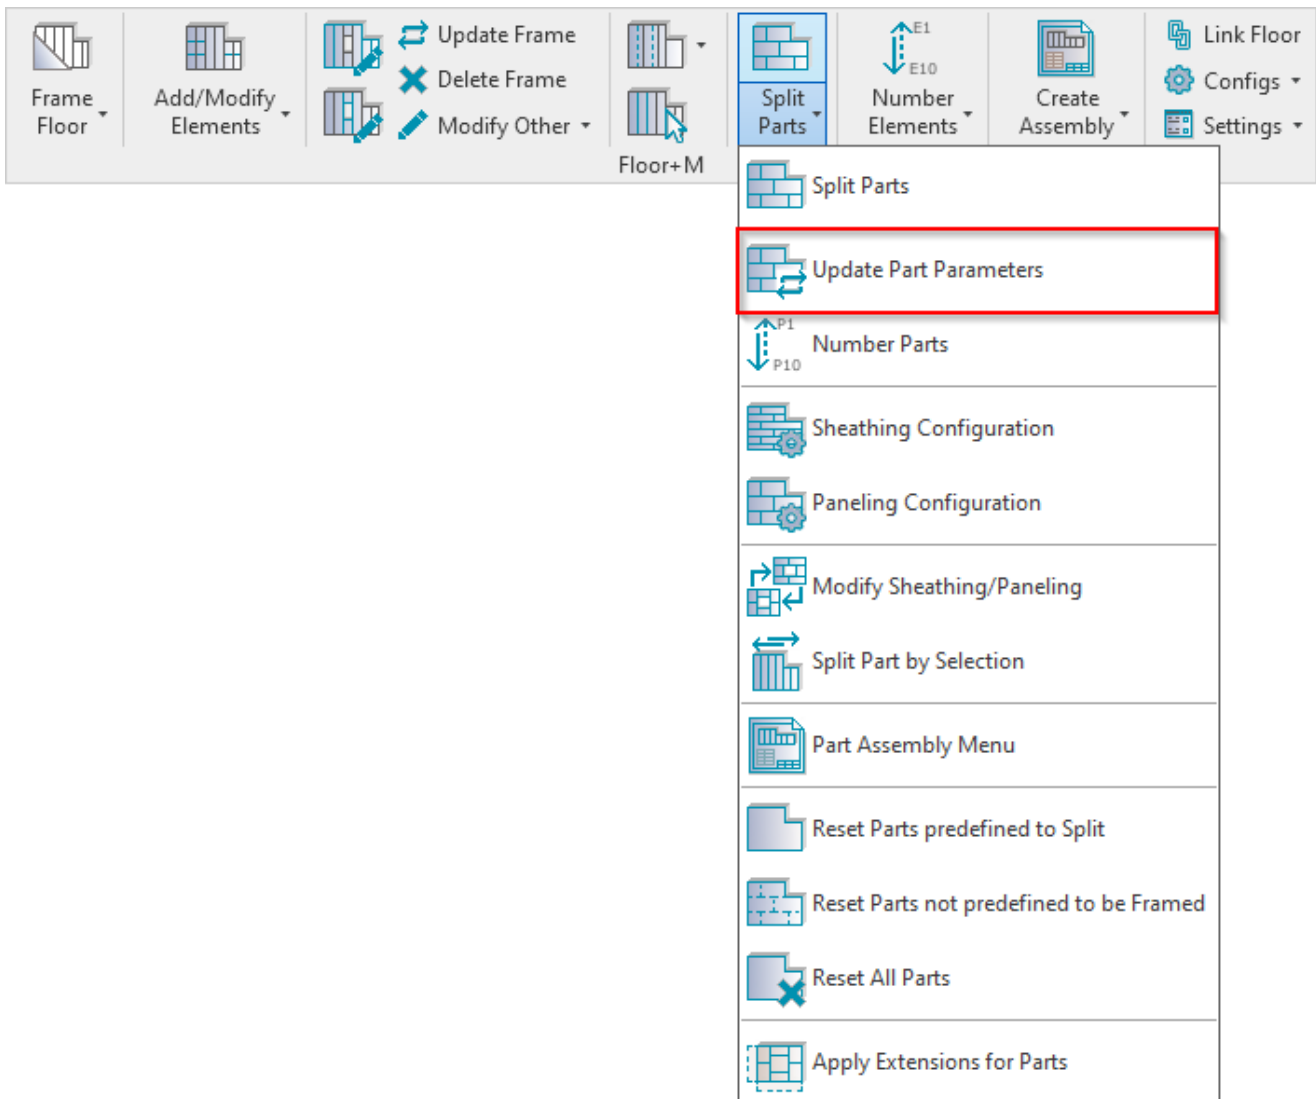 Frame
Floor
Add/Modify
Elements
Update Frame
Delete Frame
Modify Other
Floor+M
Split
Parts
E1
E10
Number
Elements
Create
Assembly
Link Floor
Configs
Settings
Split Parts
Update Part Parameters
P1
P10
Number Parts
Sheathing Configuration
Paneling Configuration
Modify Sheathing/Paneling
Split Part by Selection
Part Assembly Menu
Reset Parts predefined to Split
Reset Parts not predefined to be Framed
Reset All Parts
Apply Extensions for Parts